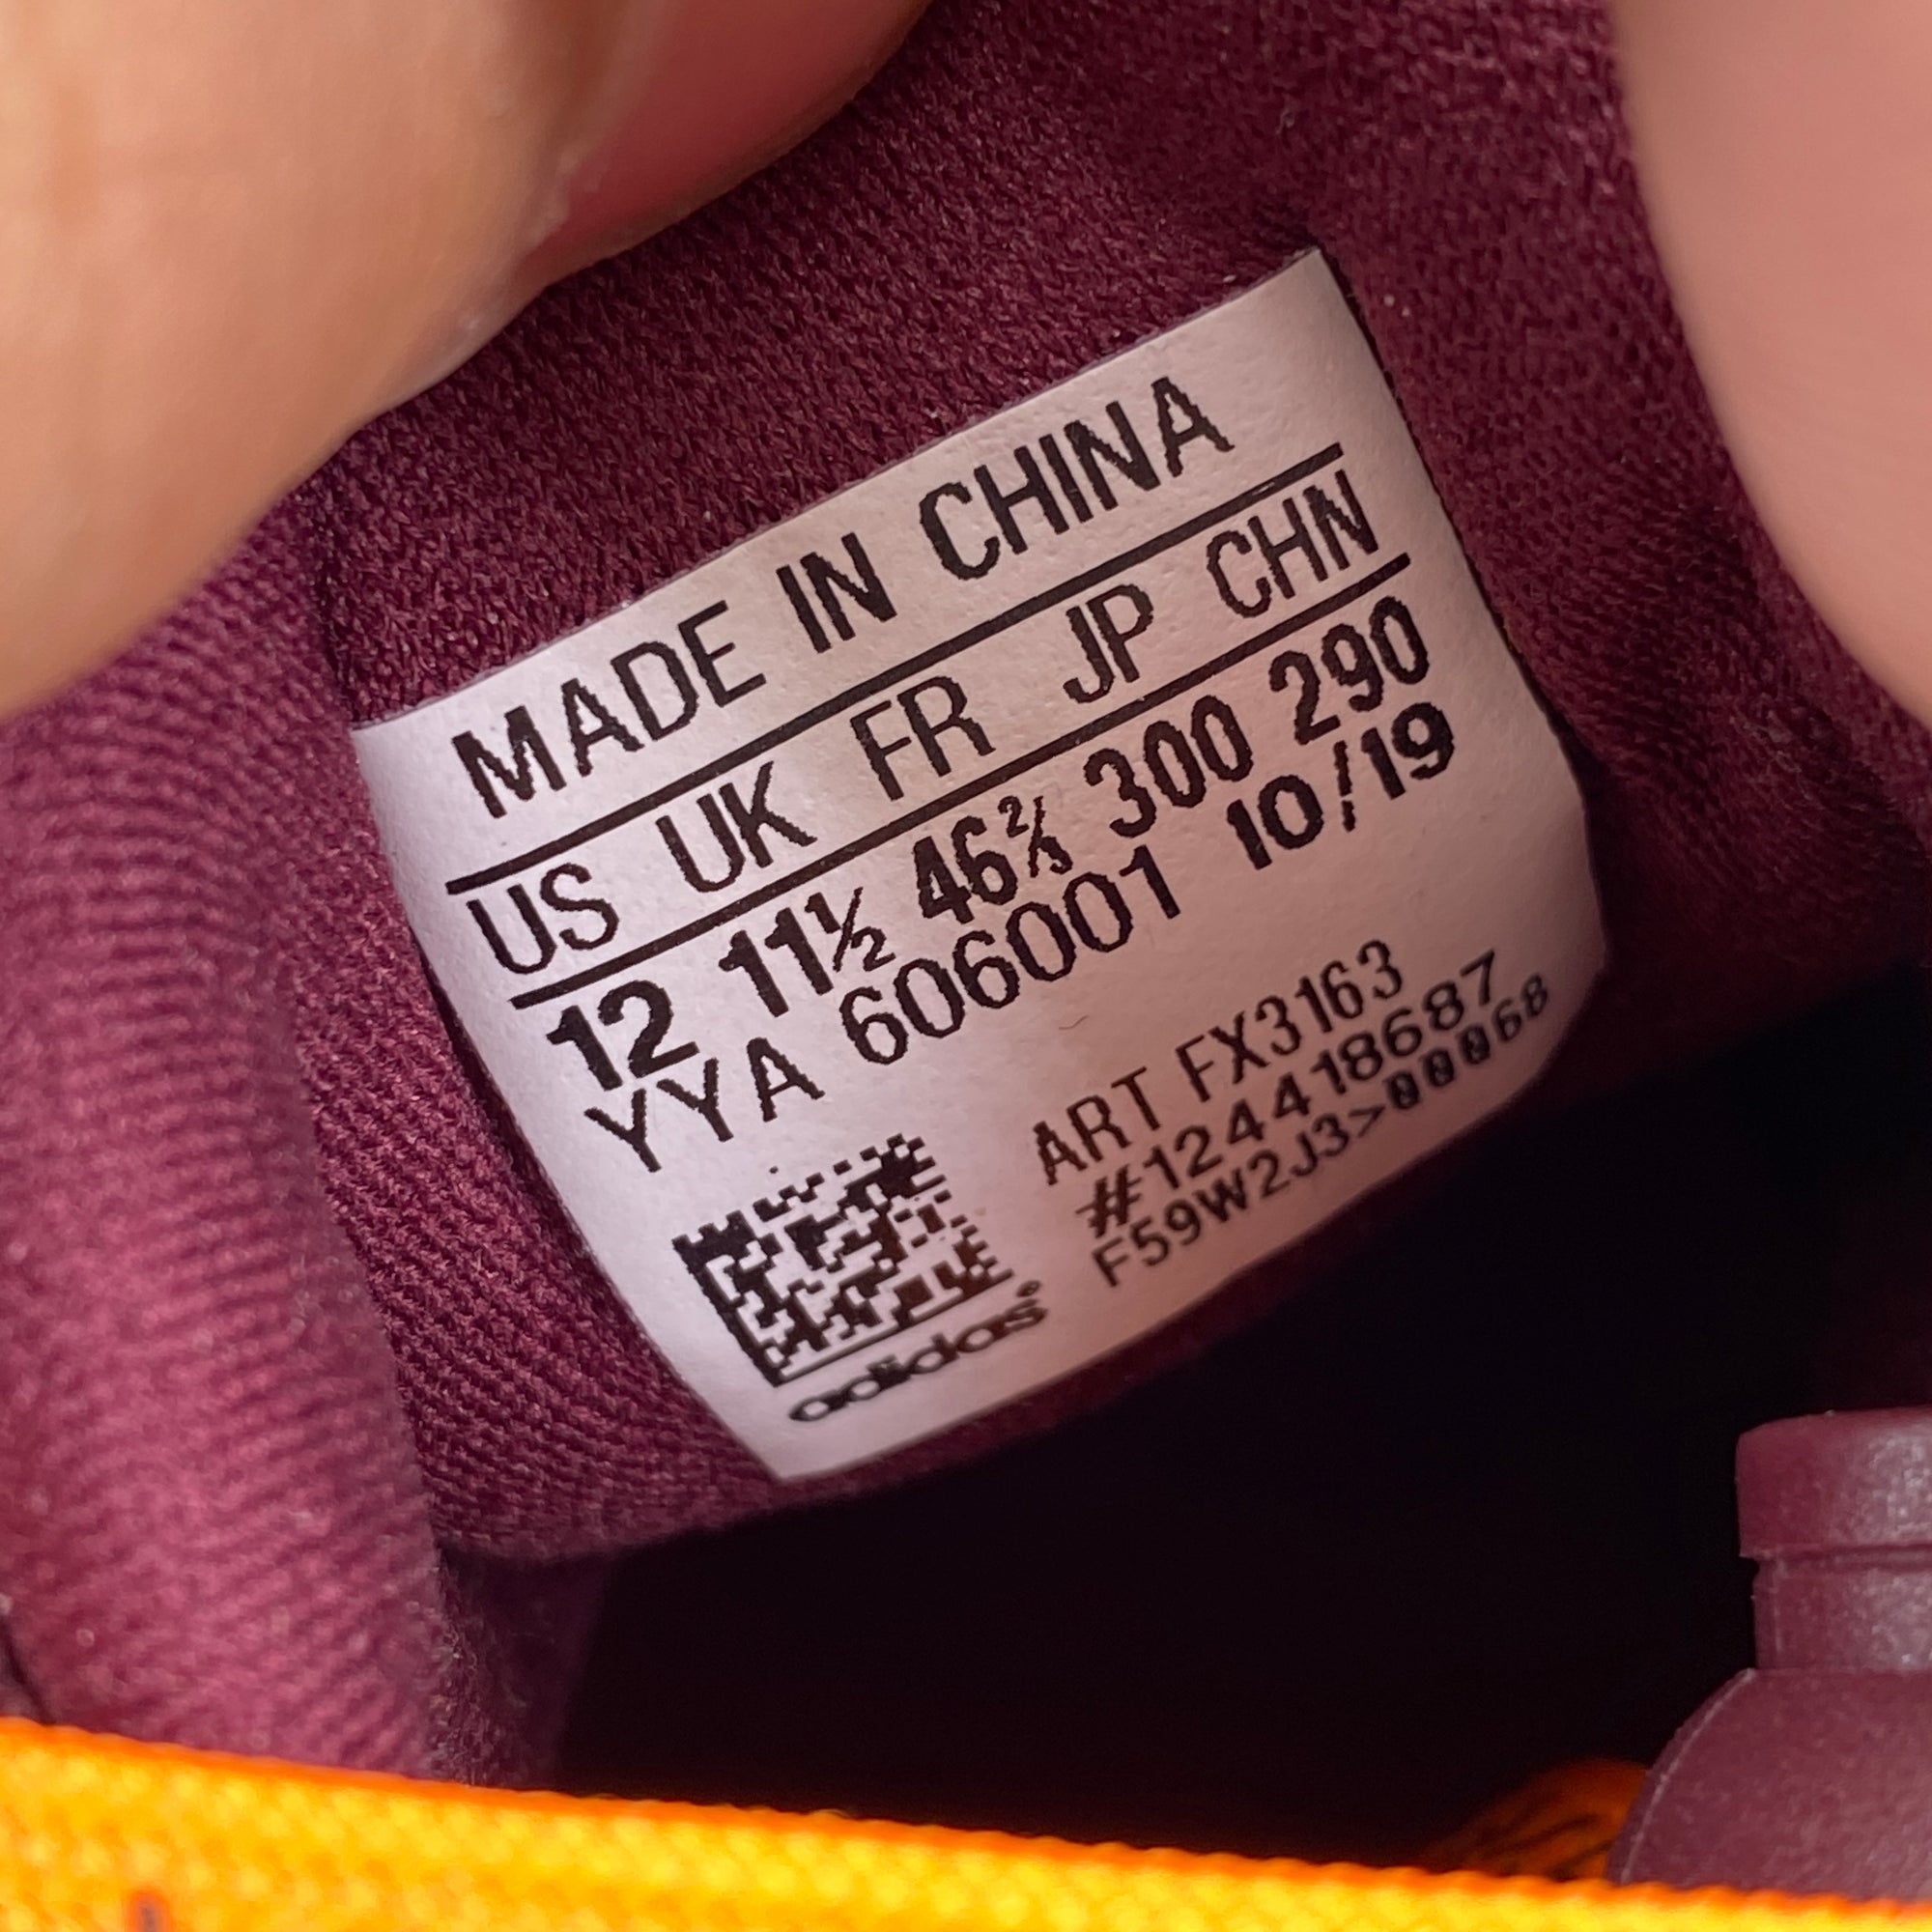 MADE IN CHINA
US UK FR JP CHN
12 11½ 46⅔ 300 290
YYA 606001 10/19
ART FX3163
#1244418687
F59W2J3>00068
adidas